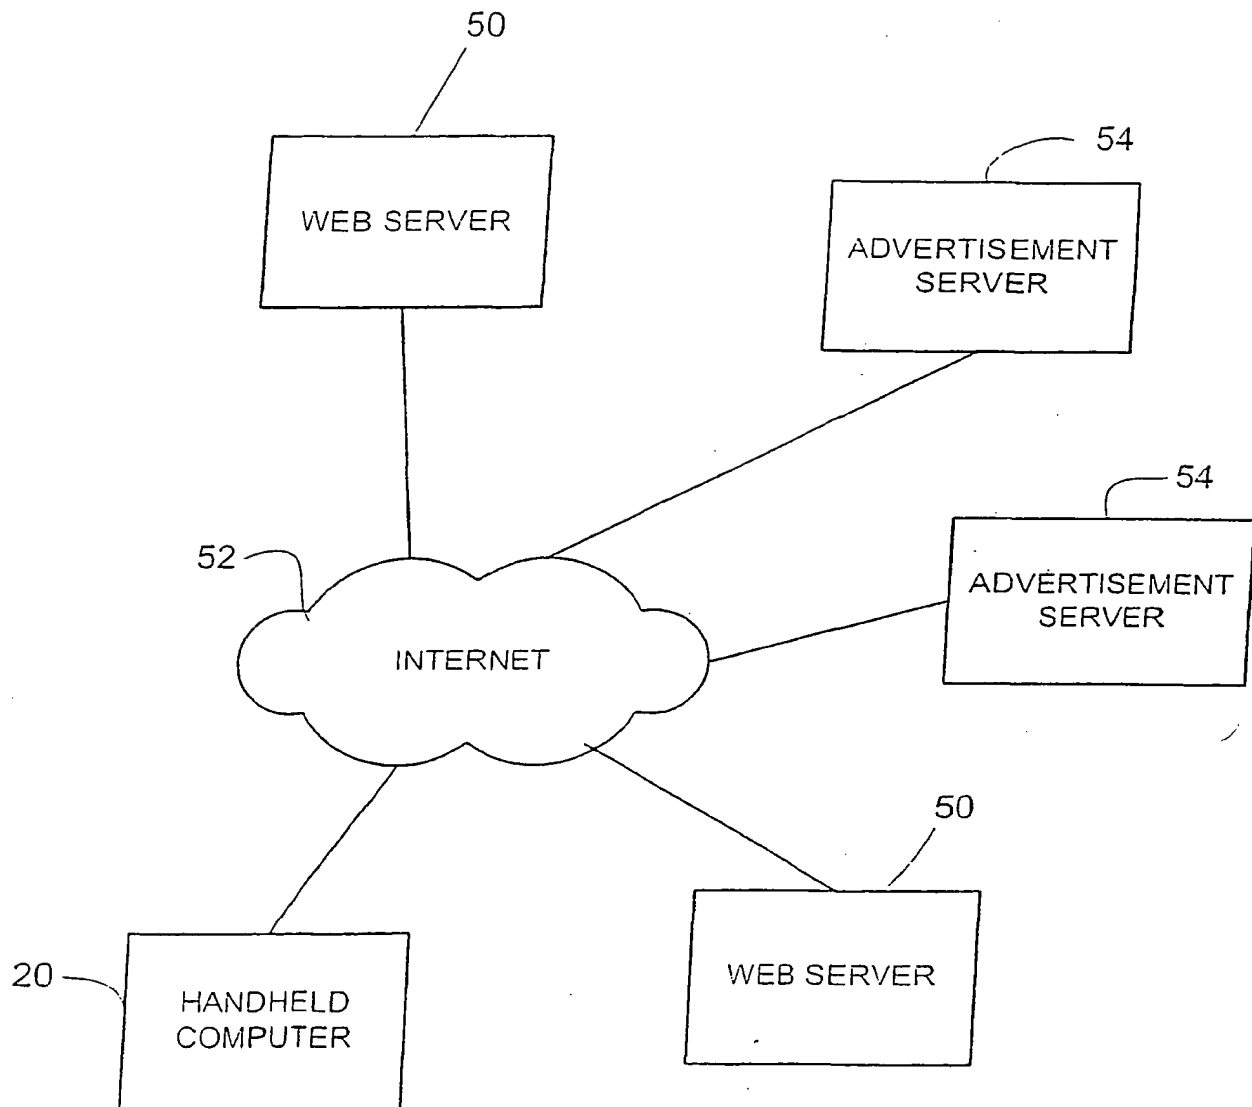 50
WEB SERVER
54
ADVERTISEMENT
SERVER
54
ADVERTISEMENT
SERVER
52
INTERNET
50
WEB SERVER
20
HANDHELD
COMPUTER